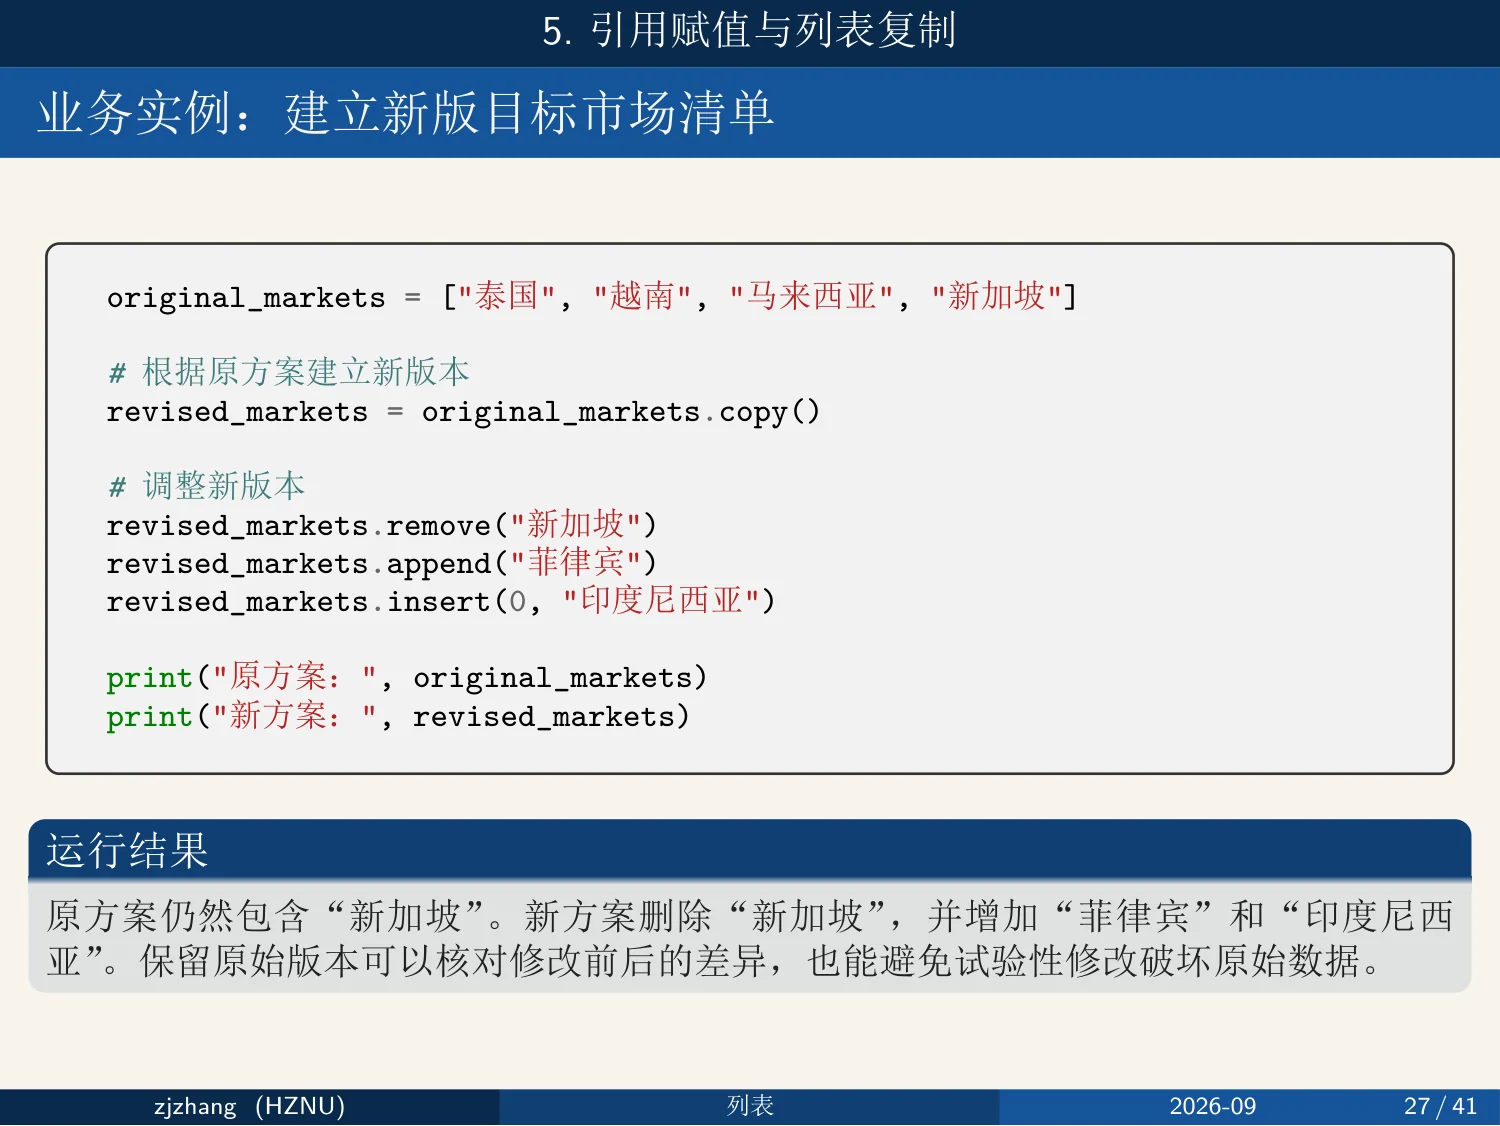 5. 引用赋值与列表复制
业务实例：建立新版目标市场清单
original_markets = ["泰国", "越南", "马来西亚", "新加坡"]
# 根据原方案建立新版本
revised_markets = original_markets.copy()
# 调整新版本
revised_markets.remove("新加坡")
revised_markets.append("菲律宾")
revised_markets.insert(0, "印度尼西亚")
print("原方案：", original_markets)
print("新方案：", revised_markets)
运行结果
原方案仍然包含“新加坡”。新方案删除“新加坡”，并增加“菲律宾”和“印度尼西
亚”。保留原始版本可以核对修改前后的差异，也能避免试验性修改破坏原始数据。
zjzhang (HZNU)
列表
2026-09
27 / 41